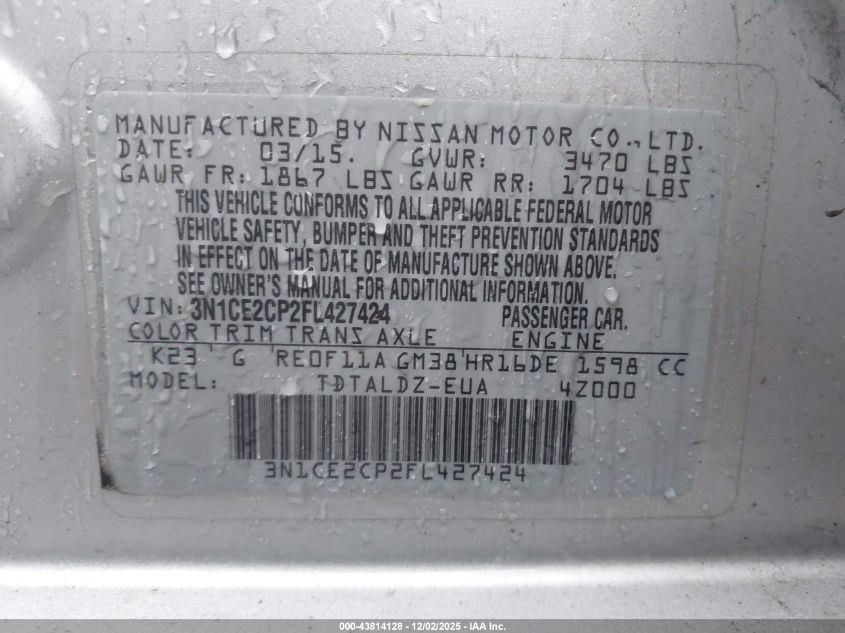 MANUFACTURED BY NISSAN MOTOR CO., LTD.
DATE: 03/15. GVWR: 3470 LBS
GAWR FR: 1867 LBS GAWR RR: 1704 LBS
THIS VEHICLE CONFORMS TO ALL APPLICABLE FEDERAL MOTOR
VEHICLE SAFETY, BUMPER AND THEFT PREVENTION STANDARDS
IN EFFECT ON THE DATE OF MANUFACTURE SHOWN ABOVE.
SEE OWNER'S MANUAL FOR ADDITIONAL INFORMATION.
VIN: 3N1CE2CP2FL427424 PASSENGER CAR.
COLOR TRIM TRANS AXLE ENGINE
K23 G RE0F11A GM38 HR16DE 1598 CC
MODEL: TDTALDZ-EUA 4Z000
3N1CE2CP2FL427424
000-43814128 - 12/02/2025 - IAA Inc.